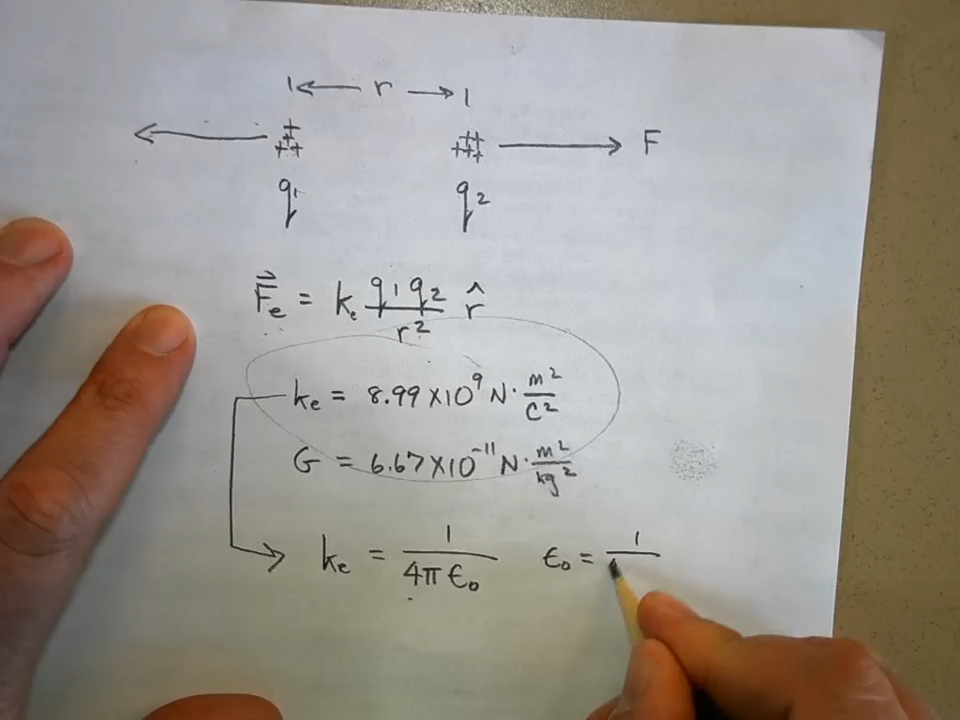 r
+ + + + ++ +++ F
q1 q2
F⃗e = ke q1q2/r² r̂
ke = 8.99×10⁹ N·m²/C²
G = 6.67×10⁻¹¹ N·m²/kg²
ke = 1/4πϵ₀ ϵ₀ = 1/